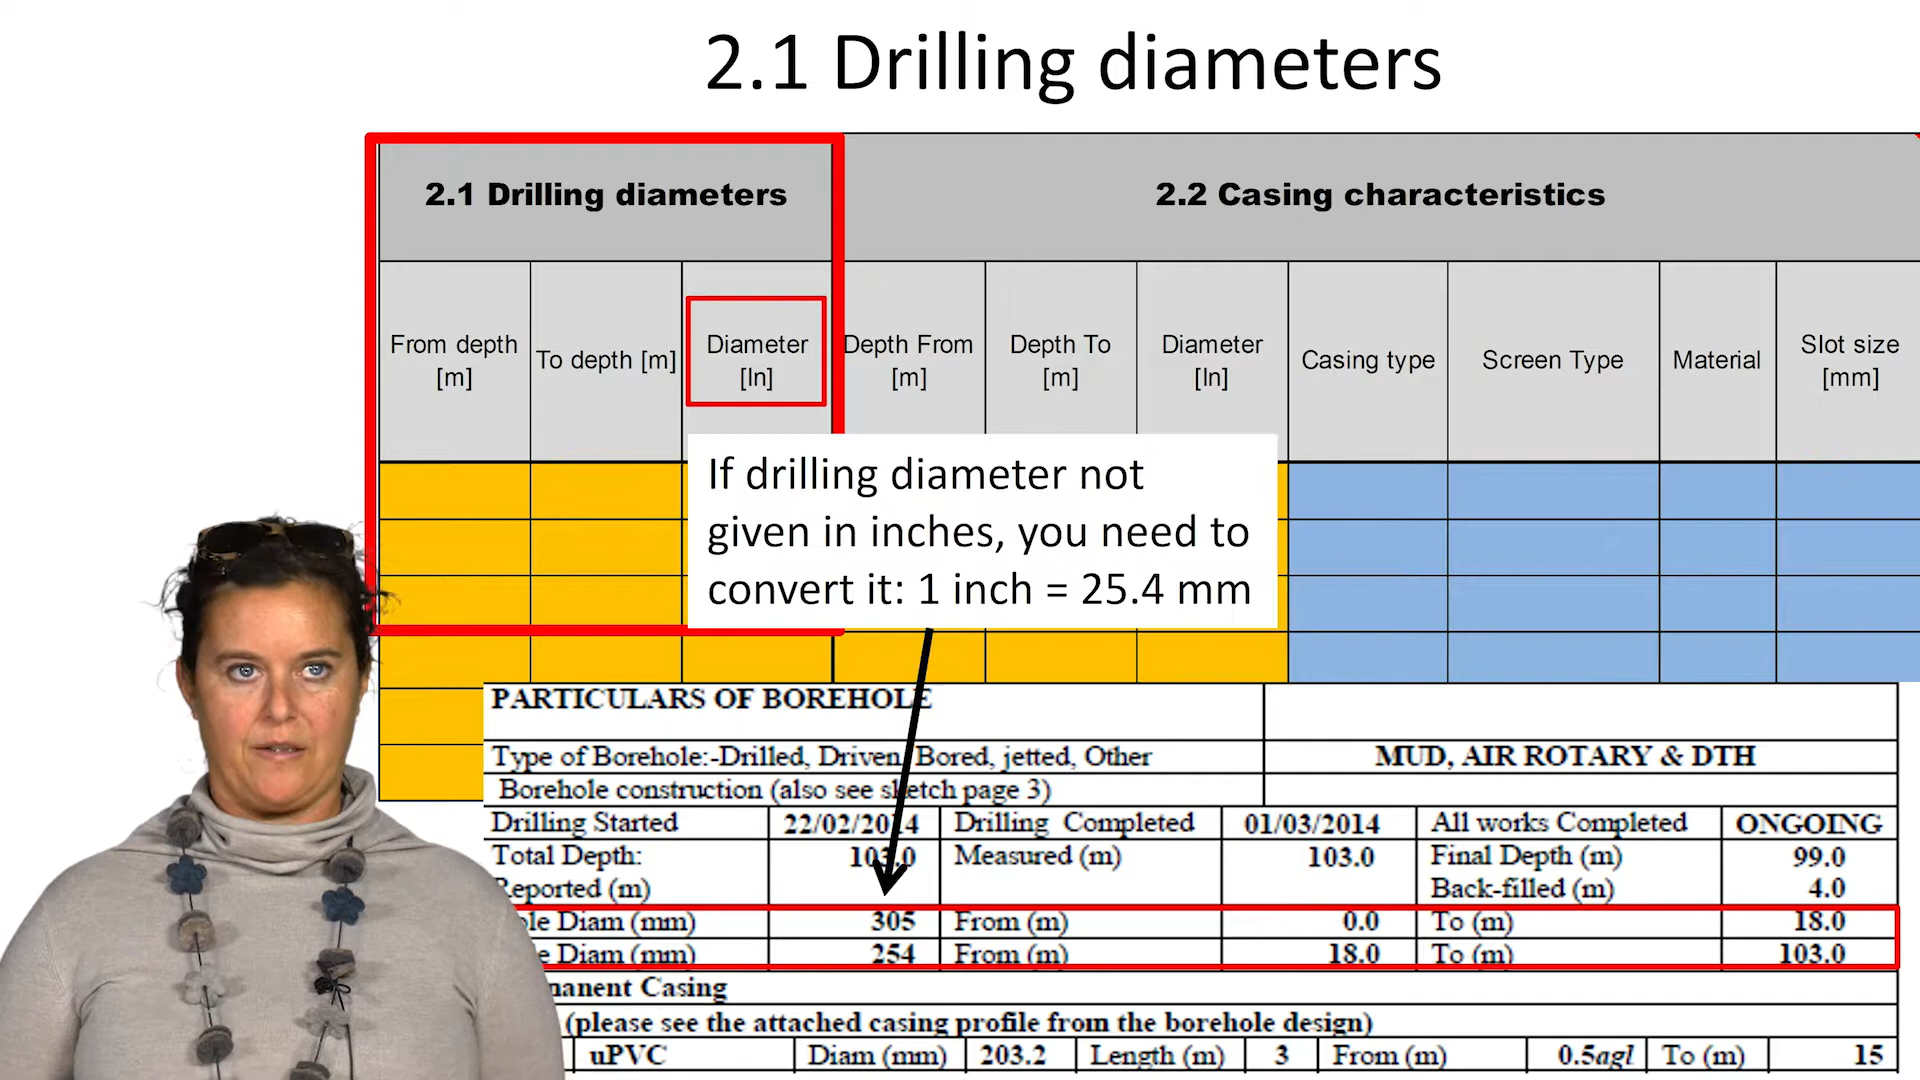 2.1 Drilling diameters
2.1 Drilling diameters 2.2 Casing characteristics
From depth [m] To depth [m] Diameter [In] Depth From [m] Depth To [m] Diameter [In] Casing type Screen Type Material Slot size [mm]
If drilling diameter not
given in inches, you need to
convert it: 1 inch = 25.4 mm
PARTICULARS OF BOREHOLE
Type of Borehole:-Drilled, Driven, Bored, jetted, Other MUD, AIR ROTARY & DTH
Borehole construction (also see sketch page 3)
Drilling Started 22/02/2014 Drilling Completed 01/03/2014 All works Completed ONGOING
Total Depth: 103.0 Measured (m) 103.0 Final Depth (m) 99.0
Reported (m) Back-filled (m) 4.0
ole Diam (mm) 305 From (m) 0.0 To (m) 18.0
e Diam (mm) 254 From (m) 18.0 To (m) 103.0
nanent Casing
(please see the attached casing profile from the borehole design)
uPVC Diam (mm) 203.2 Length (m) 3 From (m) 0.5agl To (m) 15